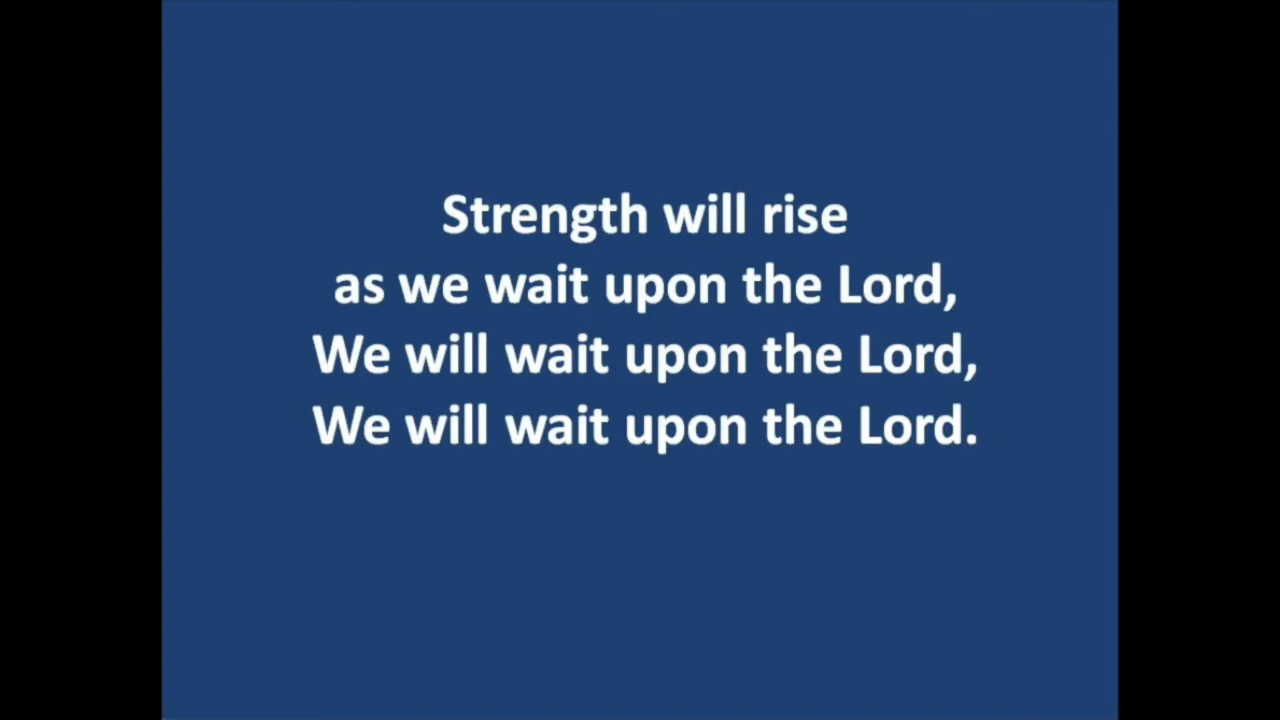 Strength will rise
as we wait upon the Lord,
We will wait upon the Lord,
We will wait upon the Lord.